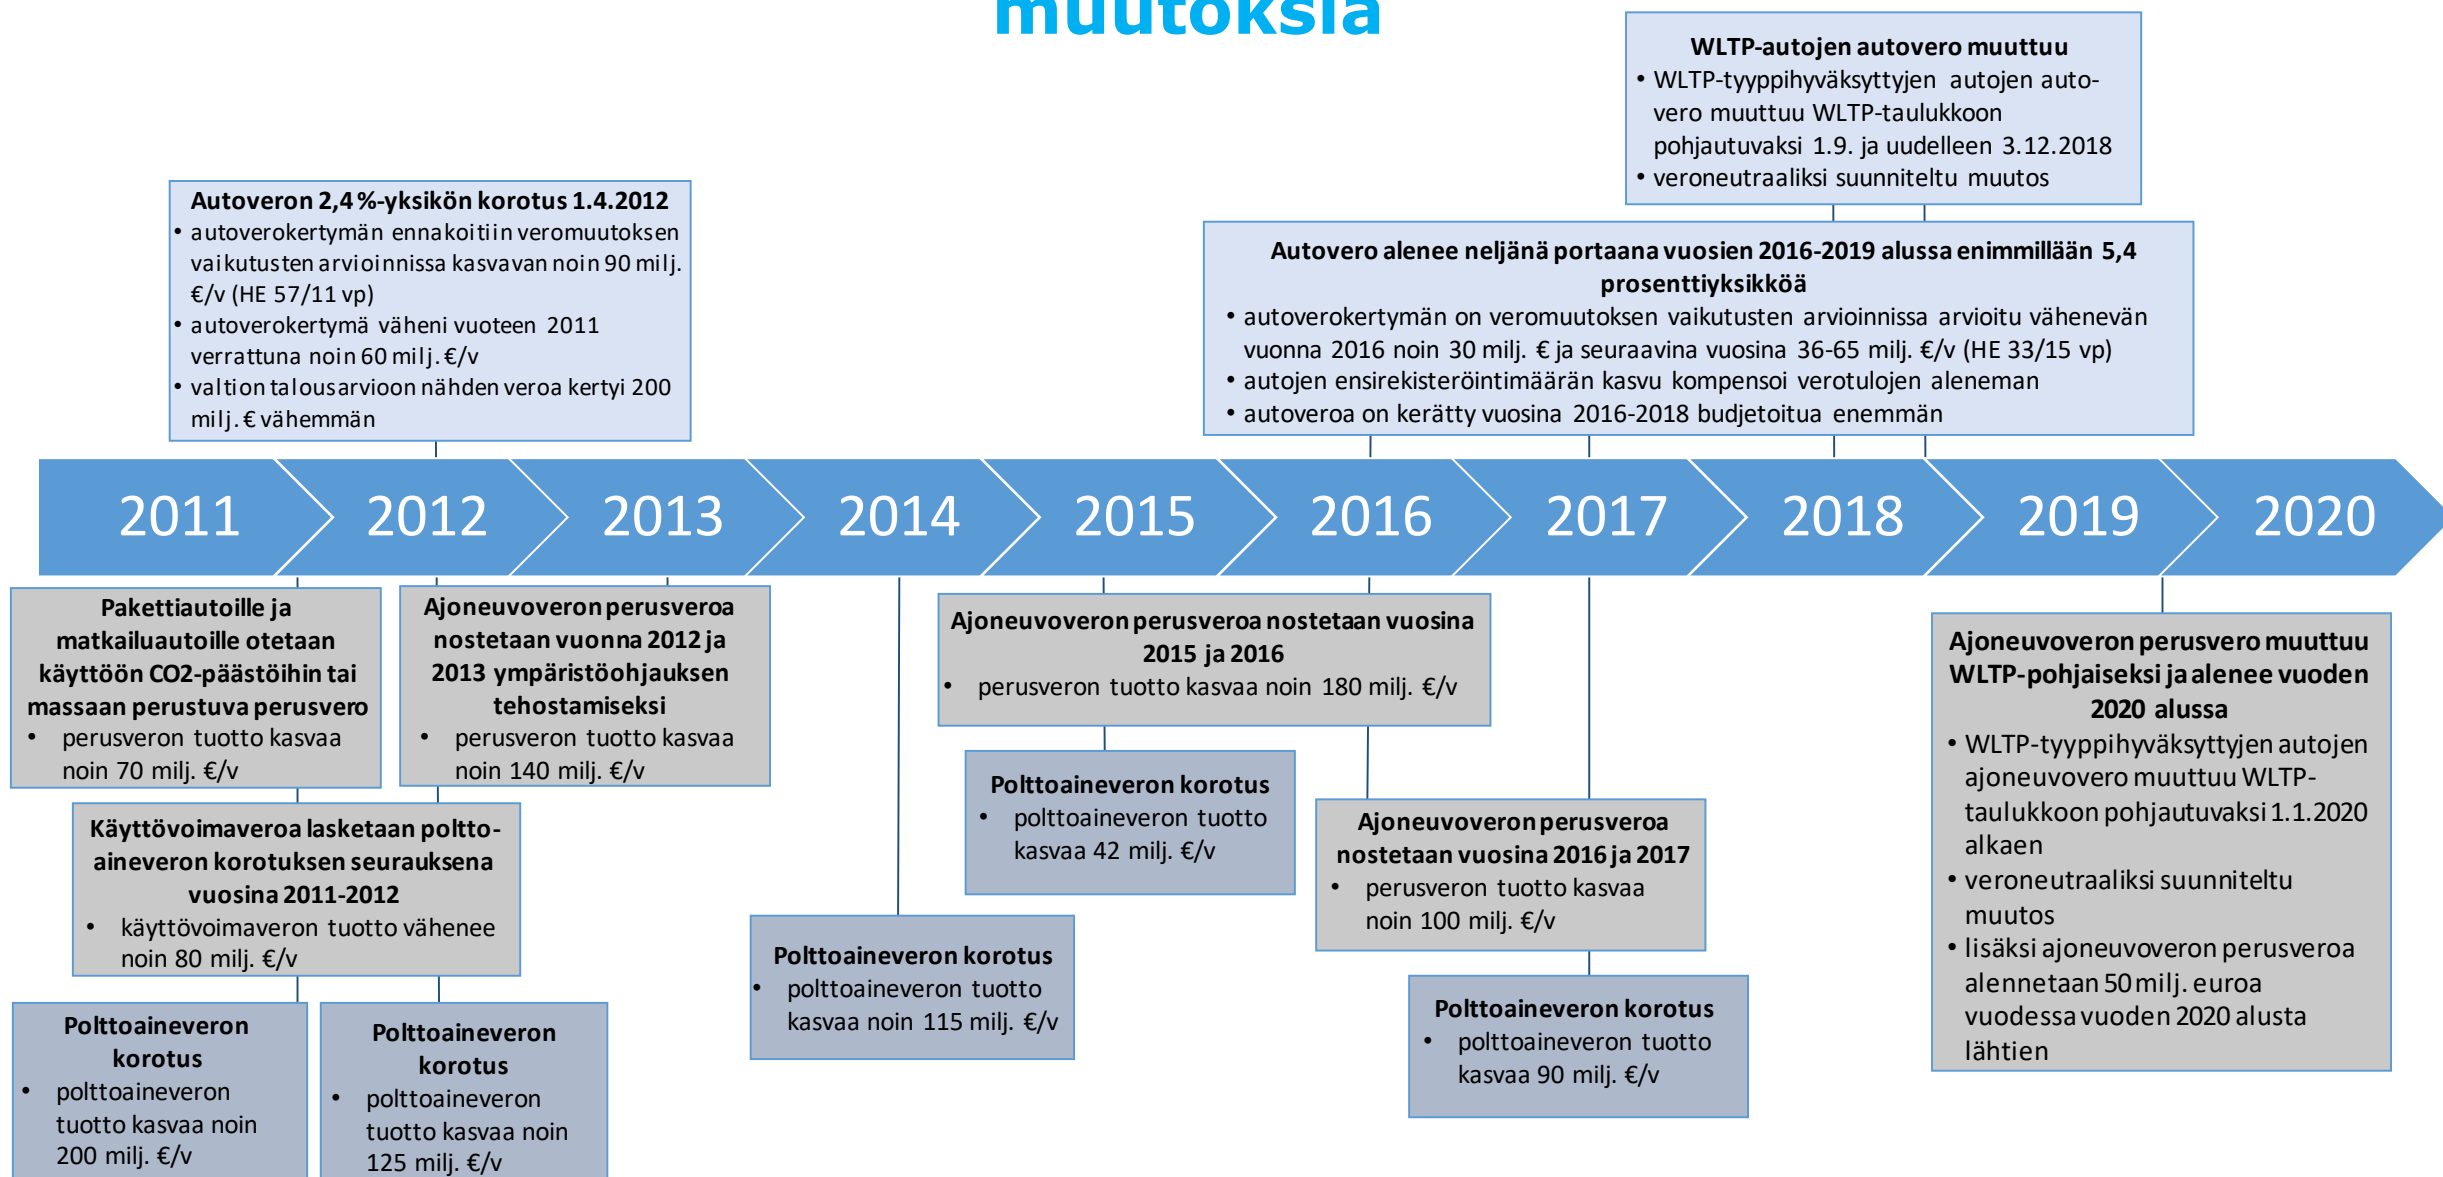 muutoksia
WLTP-autojen autovero muuttuu
• WLTP-tyyppihyväksyttyjen autojen auto-
vero muuttuu WLTP-taulukkoon
pohjautuvaksi 1.9. ja uudelleen 3.12.2018
• veroneutraaliksi suunniteltu muutos
Autoveron 2,4 %-yksikön korotus 1.4.2012
• autoverokertymän ennakoitiin veromuutoksen
vaikutusten arvioinnissa kasvavan noin 90 milj.
€/v (HE 57/11 vp)
• autoverokertymä väheni vuoteen 2011
verrattuna noin 60 milj. €/v
• valtion talousarvioon nähden veroa kertyi 200
milj. € vähemmän
Autovero alenee neljänä portaana vuosien 2016-2019 alussa enimmillään 5,4
prosenttiyksikköä
• autoverokertymän on veromuutoksen vaikutusten arvioinnissa arvioitu vähenevän
vuonna 2016 noin 30 milj. € ja seuraavina vuosina 36-65 milj. €/v (HE 33/15 vp)
• autojen ensirekisteröintimäärän kasvu kompensoi verotulojen aleneman
• autoveroa on kerätty vuosina 2016-2018 budjetoitua enemmän
2011 2012 2013 2014 2015 2016 2017 2018 2019 2020
Pakettiautoille ja
matkailuautoille otetaan
käyttöön CO2-päästöihin tai
massaan perustuva perusvero
• perusveron tuotto kasvaa
noin 70 milj. €/v
Ajoneuvoveron perusveroa
nostetaan vuonna 2012 ja
2013 ympäristöohjauksen
tehostamiseksi
• perusveron tuotto kasvaa
noin 140 milj. €/v
Käyttövoimaveroa lasketaan poltto-
aineveron korotuksen seurauksena
vuosina 2011-2012
• käyttövoimaveron tuotto vähenee
noin 80 milj. €/v
Polttoaineveron
korotus
• polttoaineveron
tuotto kasvaa noin
200 milj. €/v
Polttoaineveron
korotus
• polttoaineveron
tuotto kasvaa noin
125 milj. €/v
Polttoaineveron korotus
• polttoaineveron tuotto
kasvaa noin 115 milj. €/v
Ajoneuvoveron perusveroa nostetaan vuosina
2015 ja 2016
• perusveron tuotto kasvaa noin 180 milj. €/v
Polttoaineveron korotus
• polttoaineveron tuotto
kasvaa 42 milj. €/v
Ajoneuvoveron perusveroa
nostetaan vuosina 2016 ja 2017
• perusveron tuotto kasvaa
noin 100 milj. €/v
Polttoaineveron korotus
• polttoaineveron tuotto
kasvaa 90 milj. €/v
Ajoneuvoveron perusvero muuttuu
WLTP-pohjaiseksi ja alenee vuoden
2020 alussa
• WLTP-tyyppihyväksyttyjen autojen
ajoneuvovero muuttuu WLTP-
taulukkoon pohjautuvaksi 1.1.2020
alkaen
• veroneutraaliksi suunniteltu
muutos
• lisäksi ajoneuvoveron perusveroa
alennetaan 50 milj. euroa
vuodessa vuoden 2020 alusta
lähtien